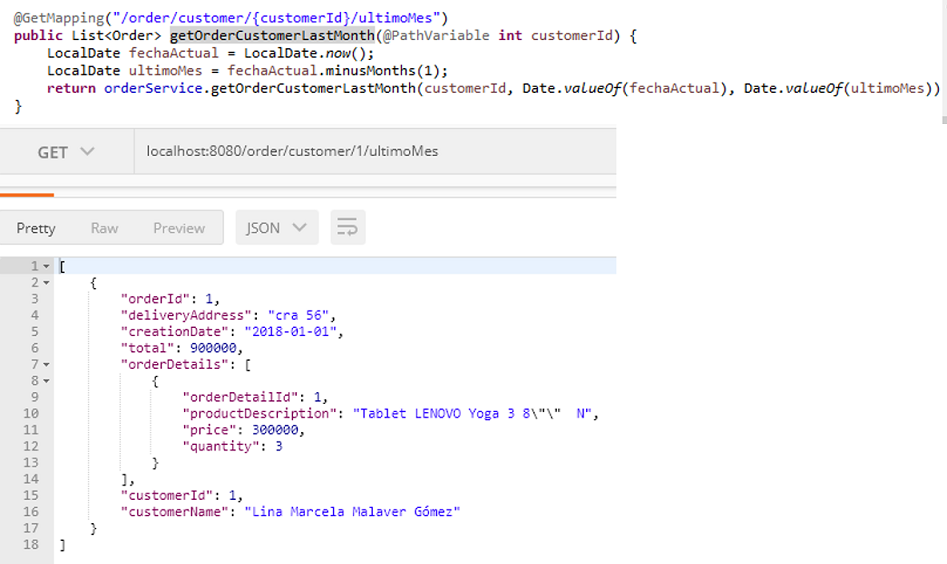 @GetMapping("/order/customer/{customerId}/ultimoMes")
public List<Order> getOrderCustomerLastMonth(@PathVariable int customerId) {
    LocalDate fechaActual = LocalDate.now();
    LocalDate ultimoMes = fechaActual.minusMonths(1);
    return orderService.getOrderCustomerLastMonth(customerId, Date.valueOf(fechaActual), Date.valueOf(ultimoMes))
}
GET localhost:8080/order/customer/1/ultimoMes
Pretty Raw Preview JSON
1 [
2     {
3         "orderId": 1,
4         "deliveryAddress": "cra 56",
5         "creationDate": "2018-01-01",
6         "total": 900000,
7         "orderDetails": [
8             {
9                 "orderDetailId": 1,
10                 "productDescription": "Tablet LENOVO Yoga 3 8\"\"  N",
11                 "price": 300000,
12                 "quantity": 3
13             }
14         ],
15         "customerId": 1,
16         "customerName": "Lina Marcela Malaver Gómez"
17     }
18 ]